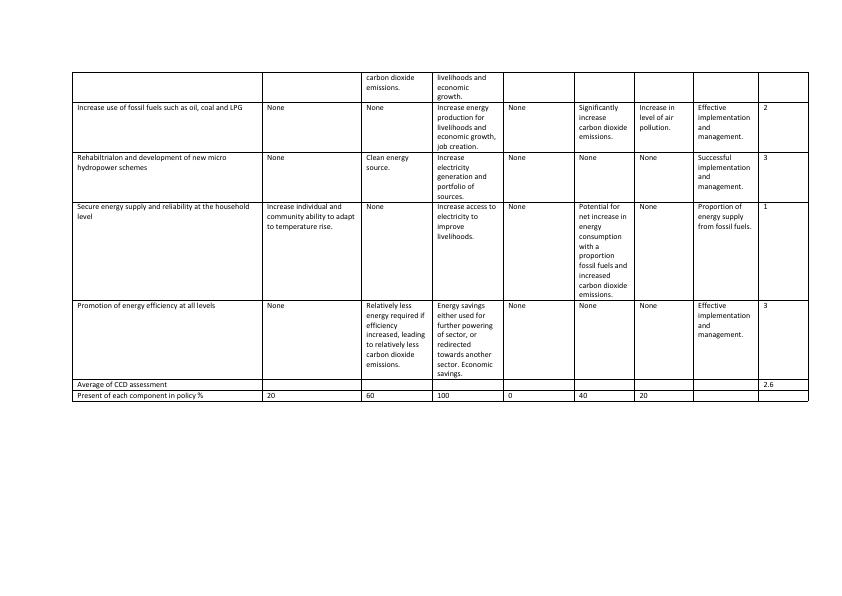 carbon dioxide
emissions.
livelihoods and
economic
growth.
Increase use of fossil fuels such as oil, coal and LPG
None
None
Increase energy
production for
livelihoods and
economic growth,
job creation.
None
Significantly
increase
carbon dioxide
emissions.
Increase in
level of air
pollution.
Effective
implementation
and
management.
2
Rehabiltrialon and development of new micro
hydropower schemes
None
Clean energy
source.
Increase
electricity
generation and
portfolio of
sources.
None
None
None
Successful
implementation
and
management.
3
Secure energy supply and reliability at the household
level
Increase individual and
community ability to adapt
to temperature rise.
None
Increase access to
electricity to
improve
livelihoods.
None
Potential for
net increase in
energy
consumption
with a
proportion
fossil fuels and
increased
carbon dioxide
emissions.
None
Proportion of
energy supply
from fossil fuels.
1
Promotion of energy efficiency at all levels
None
Relatively less
energy required if
efficiency
increased, leading
to relatively less
carbon dioxide
emissions.
Energy savings
either used for
further powering
of sector, or
redirected
towards another
sector. Economic
savings.
None
None
None
Effective
implementation
and
management.
3
Average of CCD assessment
2.6
Present of each component in policy %
20
60
100
0
40
20